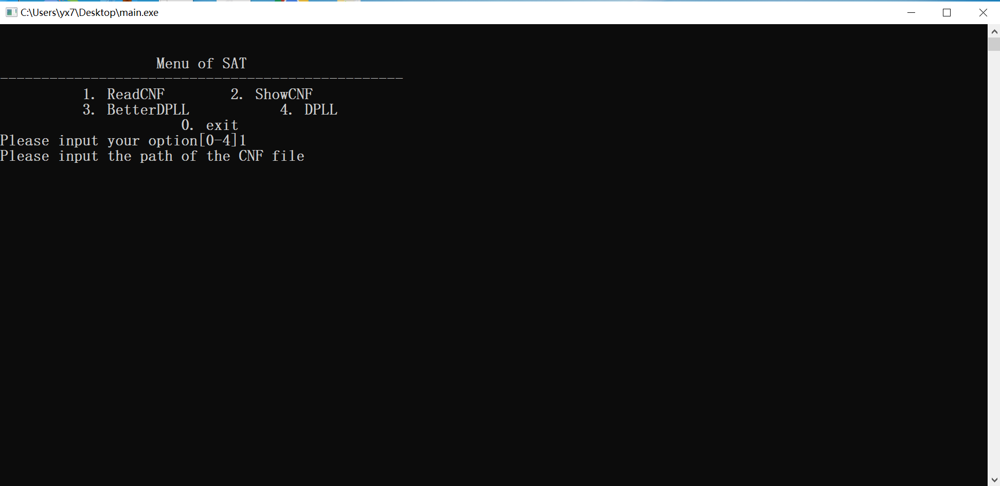 C:\Users\yx7\Desktop\main.exe
Menu of SAT
-------------------------------------------------
1. ReadCNF 2. ShowCNF
3. BetterDPLL 4. DPLL
0. exit
Please input your option[0-4]1
Please input the path of the CNF file